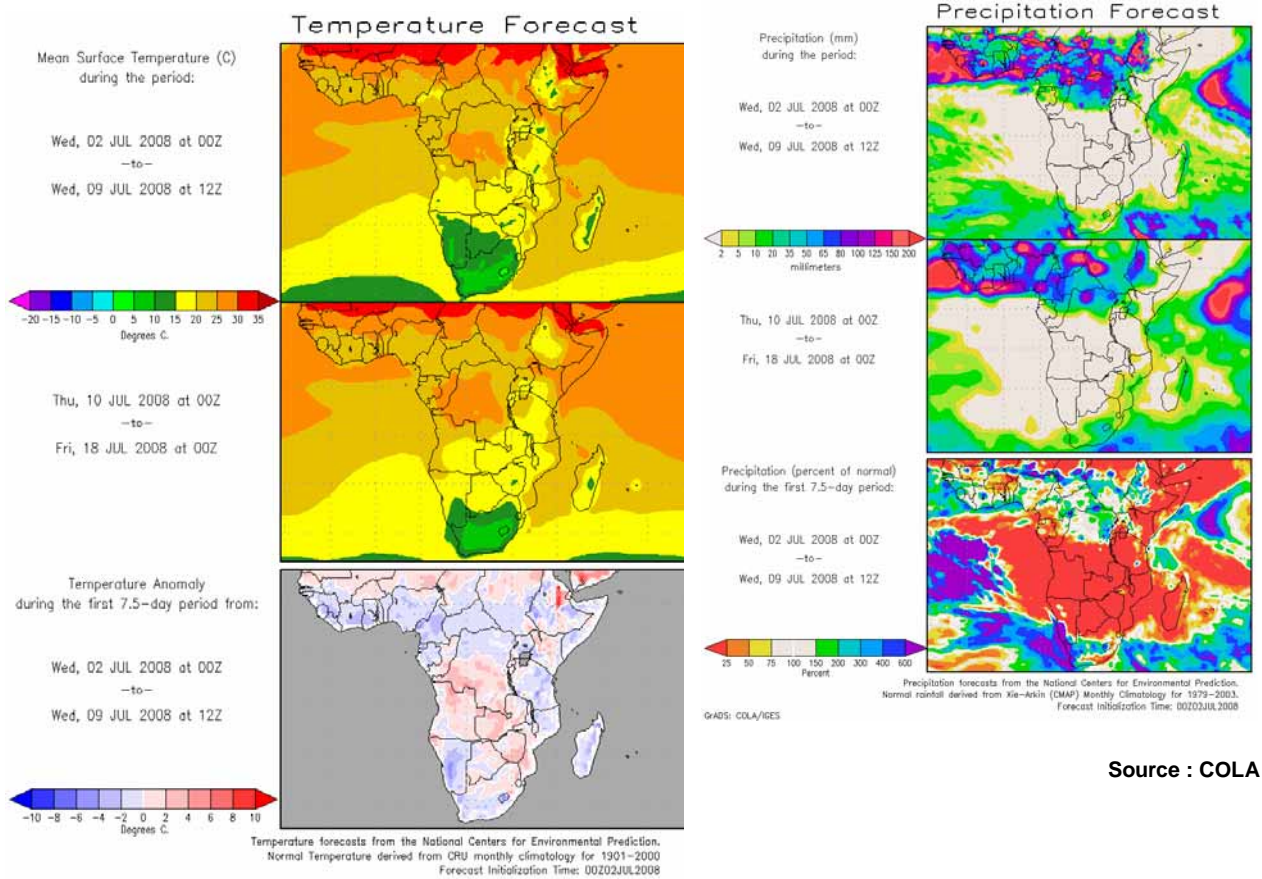 Temperature Forecast
Mean Surface Temperature (C)
during the period:
Wed, 02 JUL 2008 at 00Z
-to-
Wed, 09 JUL 2008 at 12Z
-20 -15 -10 -5 0 5 10 15 20 25 30 35
Degrees C.
Thu, 10 JUL 2008 at 00Z
-to-
Fri, 18 JUL 2008 at 00Z
Temperature Anomaly
during the first 7.5-day period from:
Wed, 02 JUL 2008 at 00Z
-to-
Wed, 09 JUL 2008 at 12Z
-10 -8 -6 -4 -2 0 2 4 6 8 10
Degrees C.
Temperature forecasts from the National Centers for Environmental Prediction.
Normal Temperature derived from CRU monthly climatology for 1901-2000
Forecast Initialization Time: 00Z02JUL2008
Precipitation Forecast
Precipitation (mm)
during the period:
Wed, 02 JUL 2008 at 00Z
-to-
Wed, 09 JUL 2008 at 12Z
2 5 10 20 35 50 65 80 100 125 150 200
millimeters
Thu, 10 JUL 2008 at 00Z
-to-
Fri, 18 JUL 2008 at 00Z
Precipitation (percent of normal)
during the first 7.5-day period:
Wed, 02 JUL 2008 at 00Z
-to-
Wed, 09 JUL 2008 at 12Z
25 50 75 100 150 200 300 400 600
Percent
Precipitation forecasts from the National Centers for Environmental Prediction.
Normal rainfall derived from Xie-Arkin (CMAP) Monthly Climatology for 1979-2003.
Forecast Initialization Time: 00Z02JUL2008
GrADS: COLA/IGES
Source : COLA